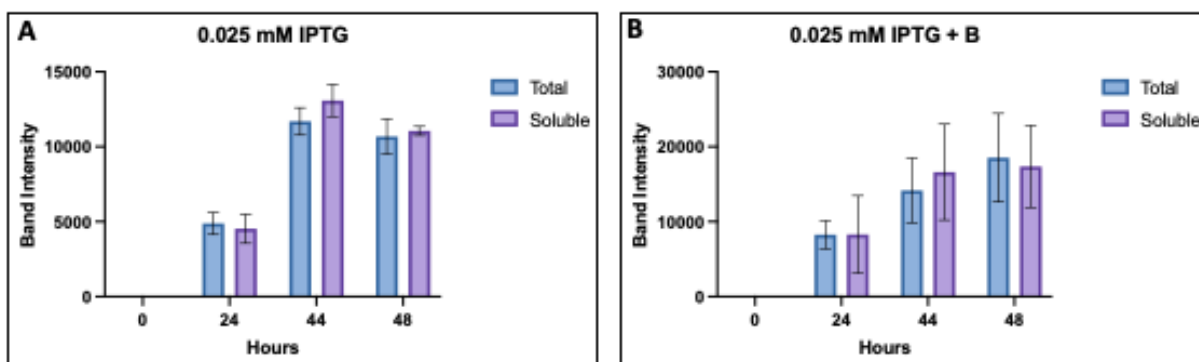 A
0.025 mM IPTG
15000
10000
5000
0
Band Intensity
0 24 44 48
Hours
Total
Soluble
B
0.025 mM IPTG + B
30000
20000
10000
0
Band Intensity
0 24 44 48
Hours
Total
Soluble